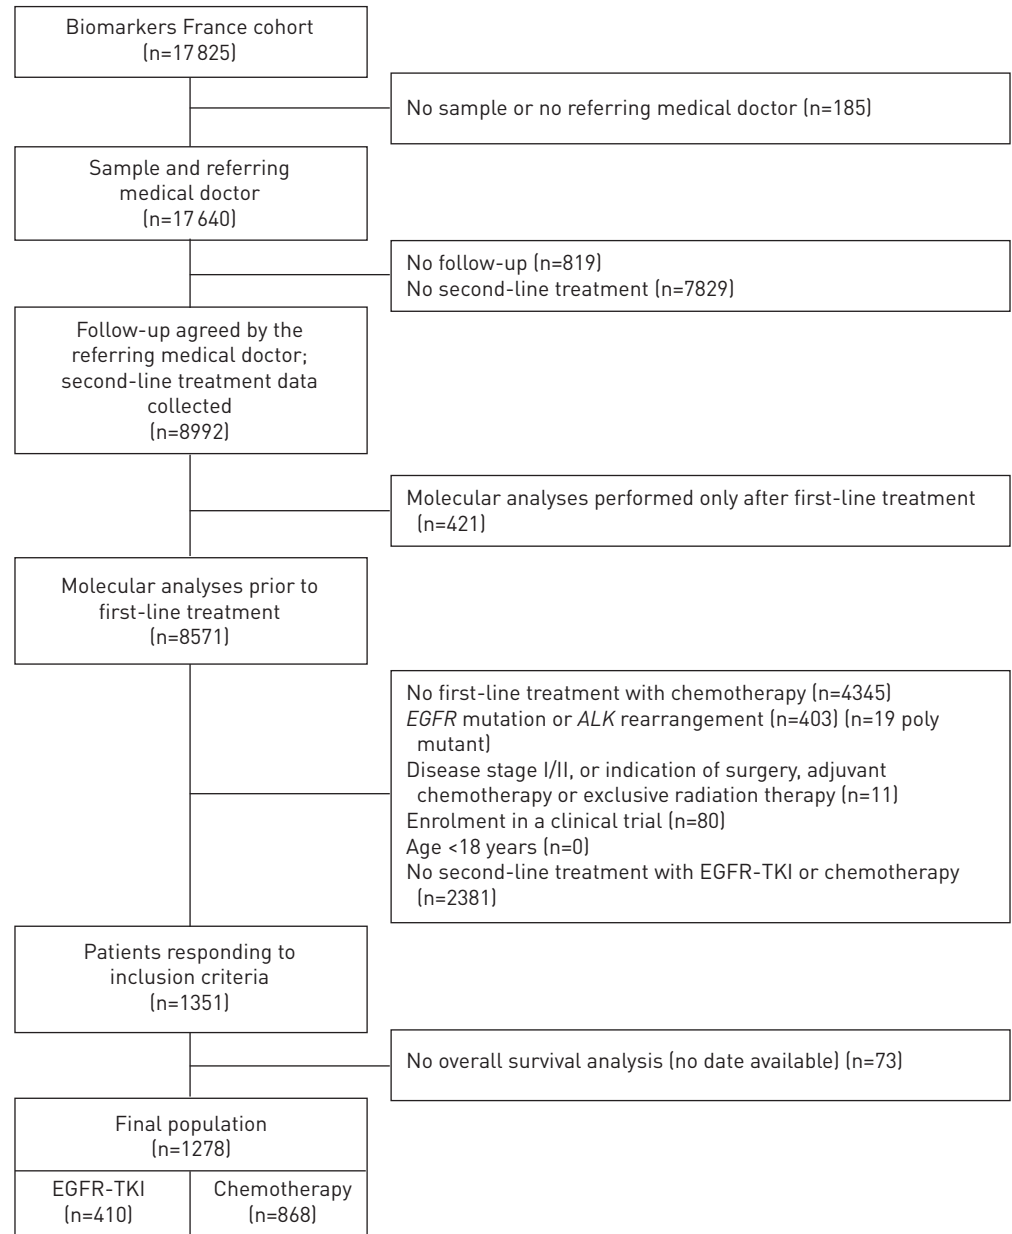 Biomarkers France cohort
(n=17 825)
No sample or no referring medical doctor (n=185)
Sample and referring
medical doctor
(n=17 640)
No follow-up (n=819)
No second-line treatment (n=7829)
Follow-up agreed by the
referring medical doctor;
second-line treatment data
collected
(n=8992)
Molecular analyses performed only after first-line treatment
(n=421)
Molecular analyses prior to
first-line treatment
(n=8571)
No first-line treatment with chemotherapy (n=4345)
EGFR mutation or ALK rearrangement (n=403) (n=19 poly
mutant)
Disease stage I/II, or indication of surgery, adjuvant
chemotherapy or exclusive radiation therapy (n=11)
Enrolment in a clinical trial (n=80)
Age <18 years (n=0)
No second-line treatment with EGFR-TKI or chemotherapy
(n=2381)
Patients responding to
inclusion criteria
(n=1351)
No overall survival analysis (no date available) (n=73)
Final population
(n=1278)
EGFR-TKI
(n=410)
Chemotherapy
(n=868)